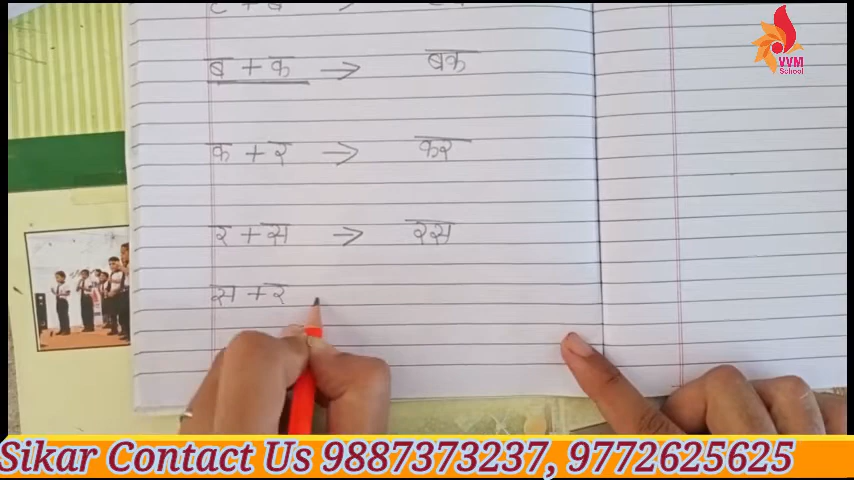 ब + क → बक
VVM
School
क + र → कर
र + स → रस
स + र
Sikar Contact Us 9887373237, 9772625625